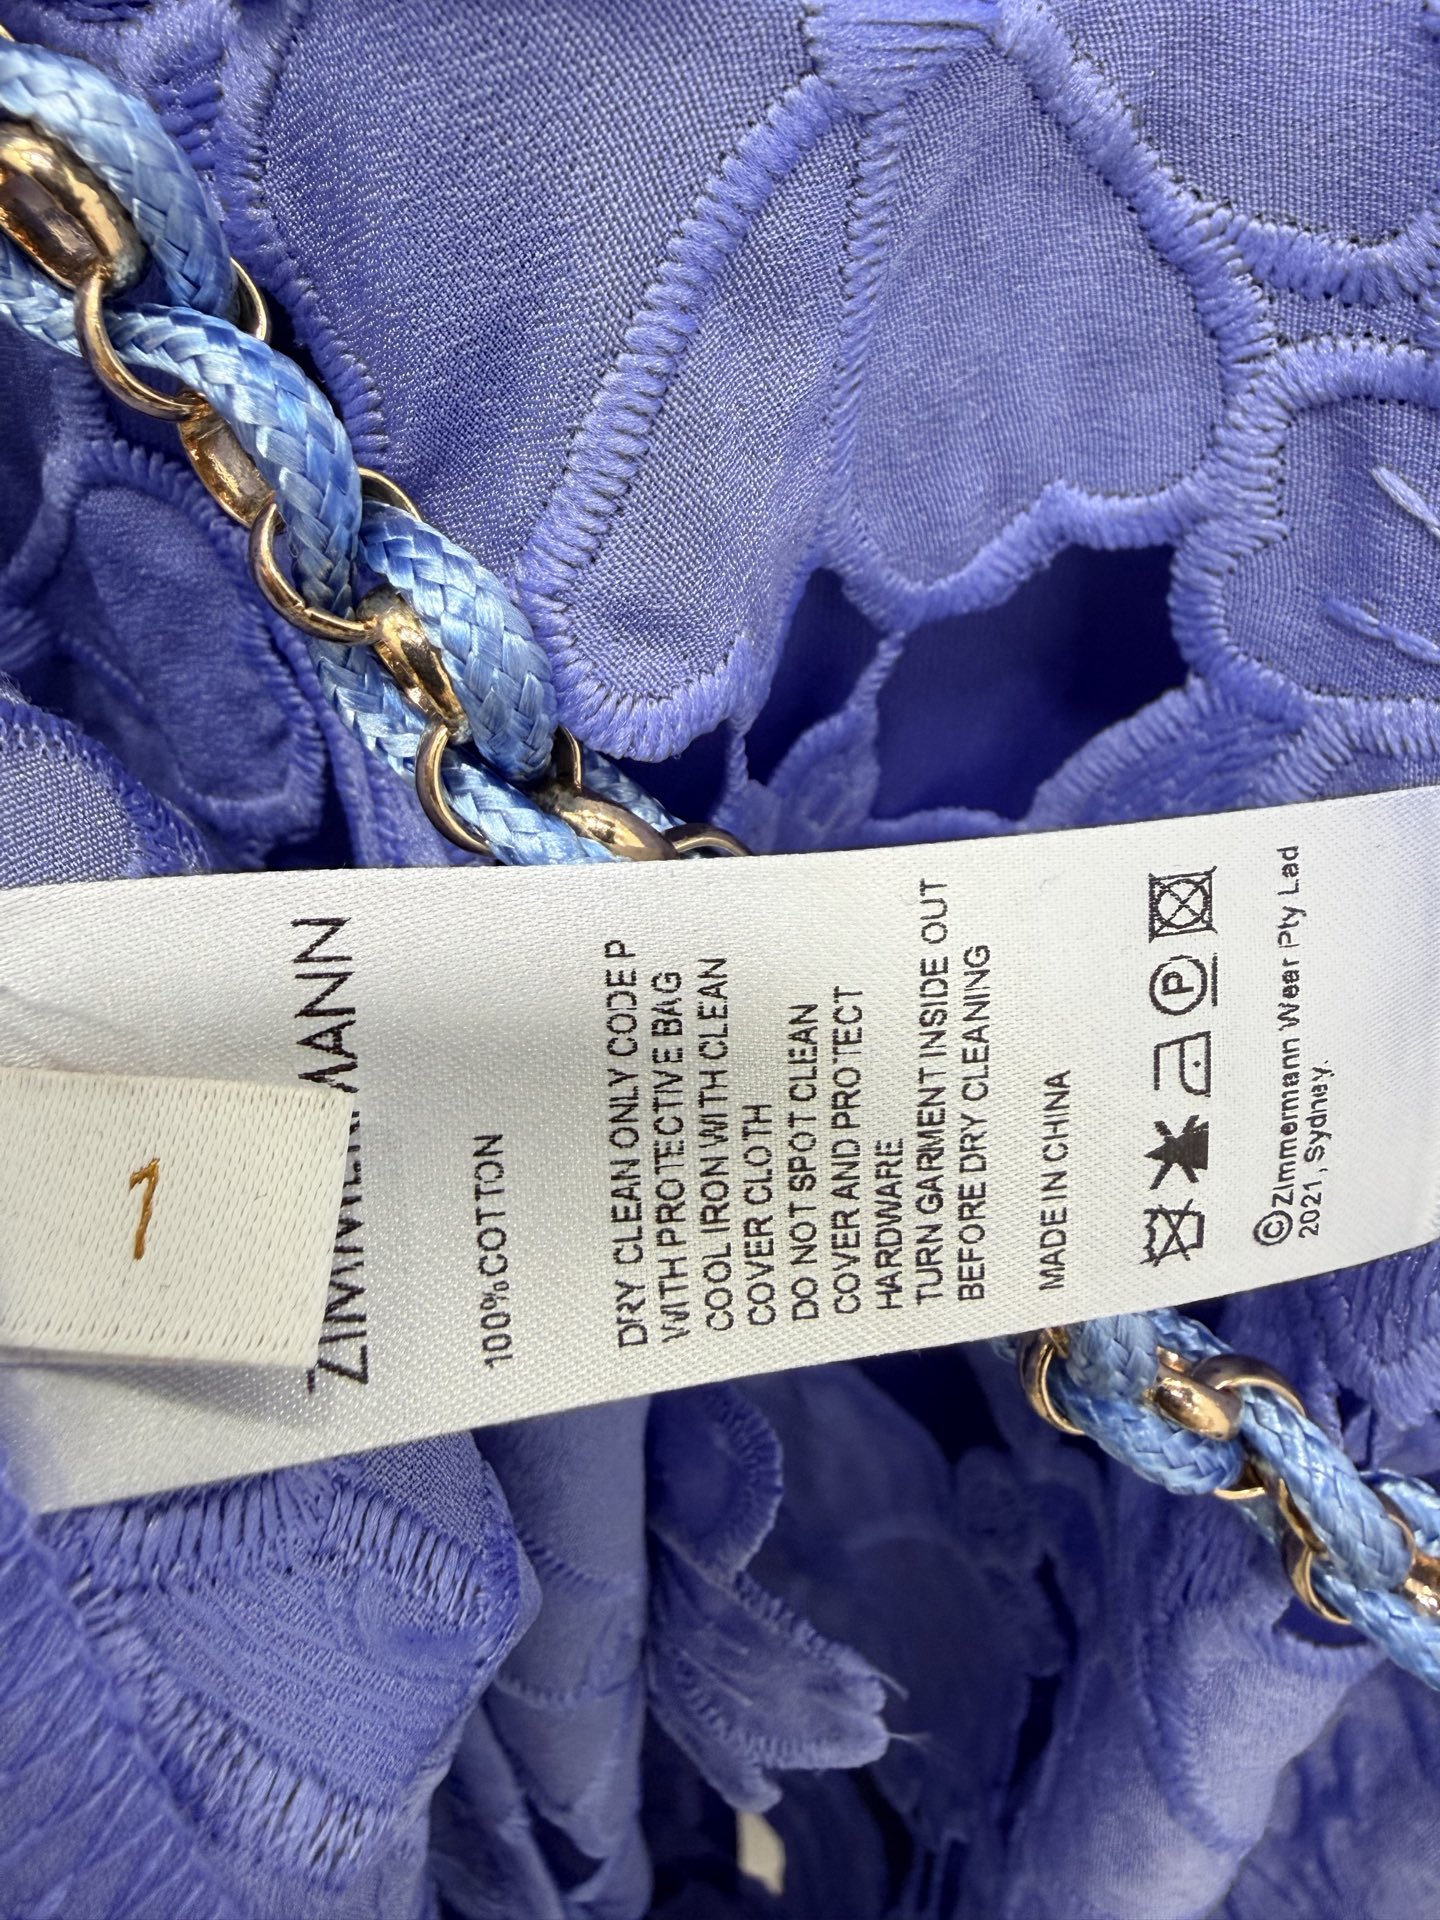 ZIMMERMANN
1
100%COTTON
DRY CLEAN ONLY CODE P
WITH PROTECTIVE BAG
COOL IRON WITH CLEAN
COVER CLOTH
DO NOT SPOT CLEAN
COVER AND PROTECT
HARDWARE
TURN GARMENT INSIDE OUT
BEFORE DRY CLEANING
MADE IN CHINA
P
©Zimmermann Wear Pty Lad
2021, Sydney.